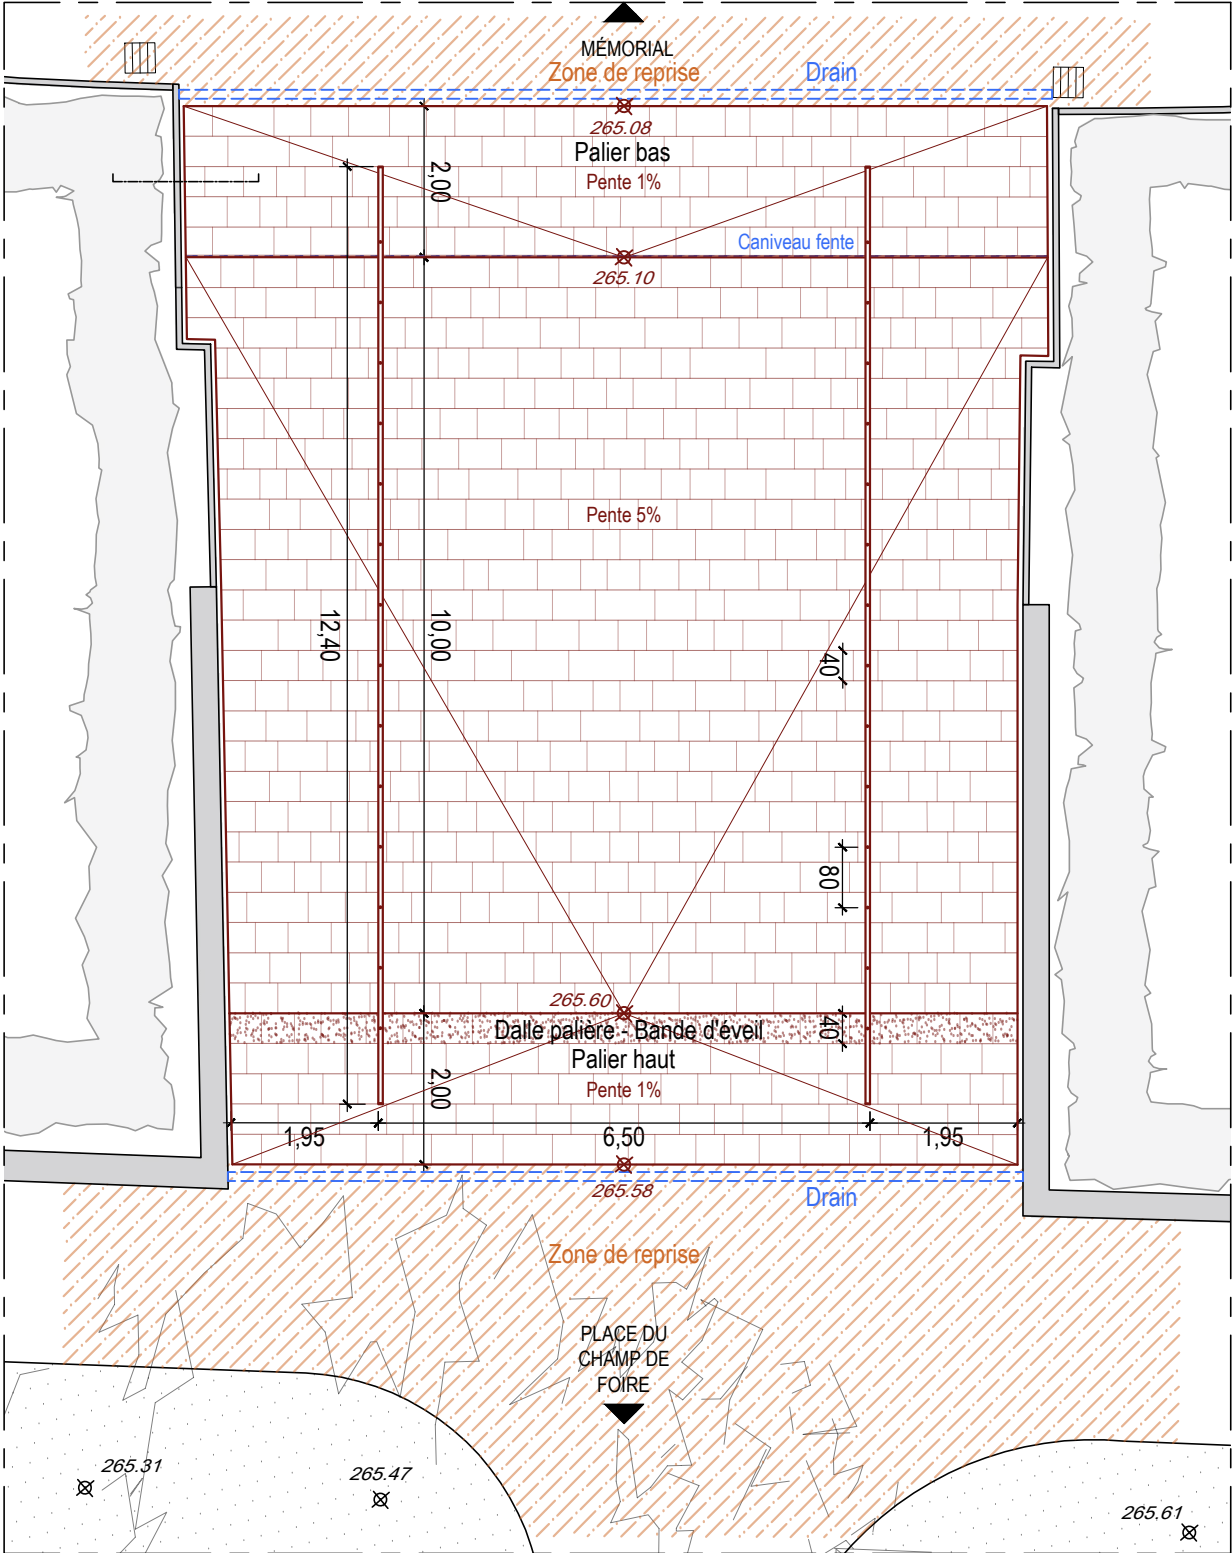 MÉMORIAL
Zone de reprise
Drain
265.08
Palier bas
Pente 1%
2,00
Caniveau fente
265.10
Pente 5%
12,40
10,00
40
80
265.60
Dalle palière - Bande d'éveil
40
Palier haut
Pente 1%
2,00
1,95
6,50
1,95
265.58
Drain
Zone de reprise
PLACE DU
CHAMP DE
FOIRE
265.31
265.47
265.61